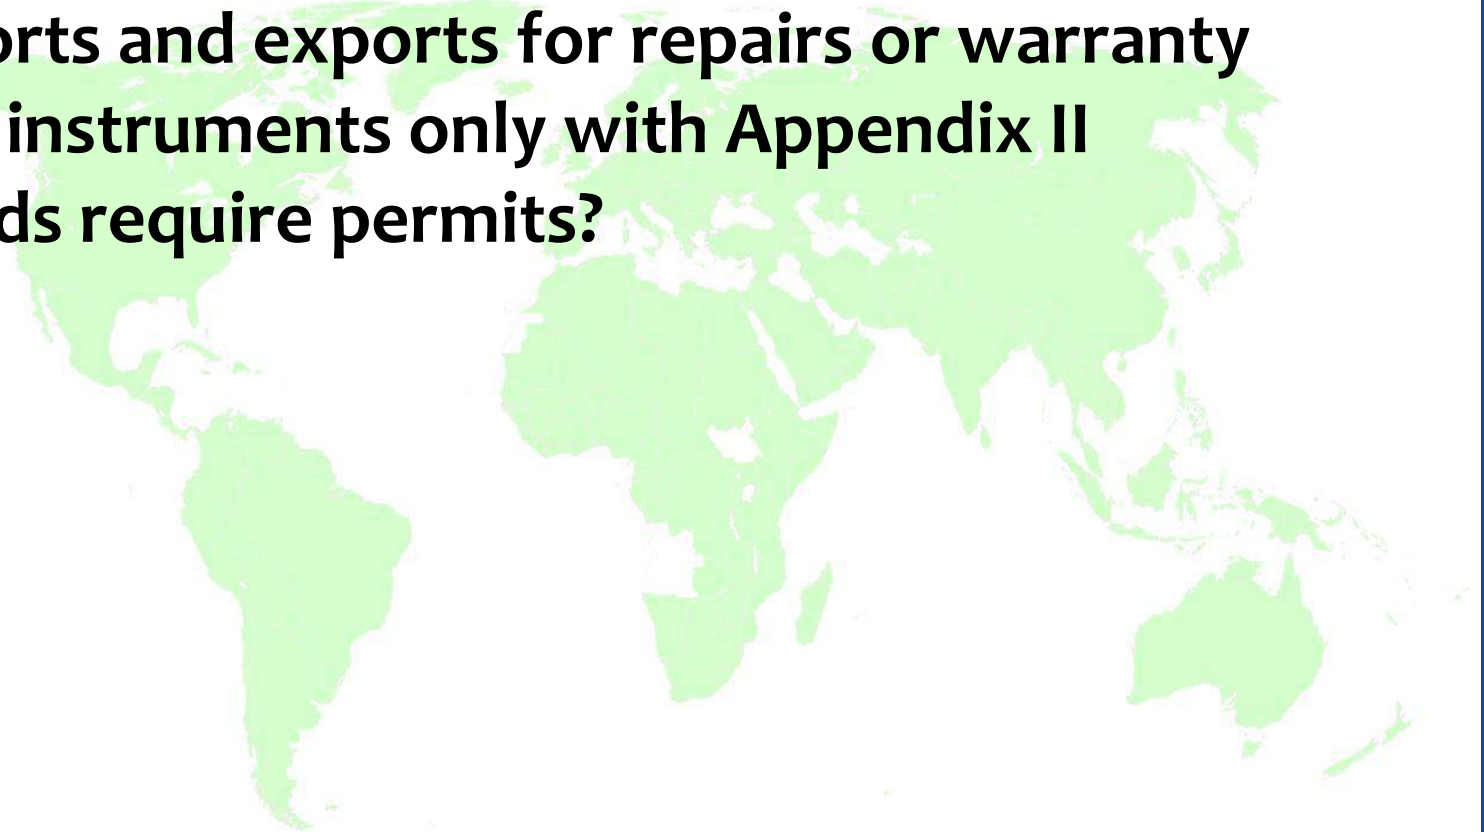 orts and exports for repairs or warranty
instruments only with Appendix II
ds require permits?